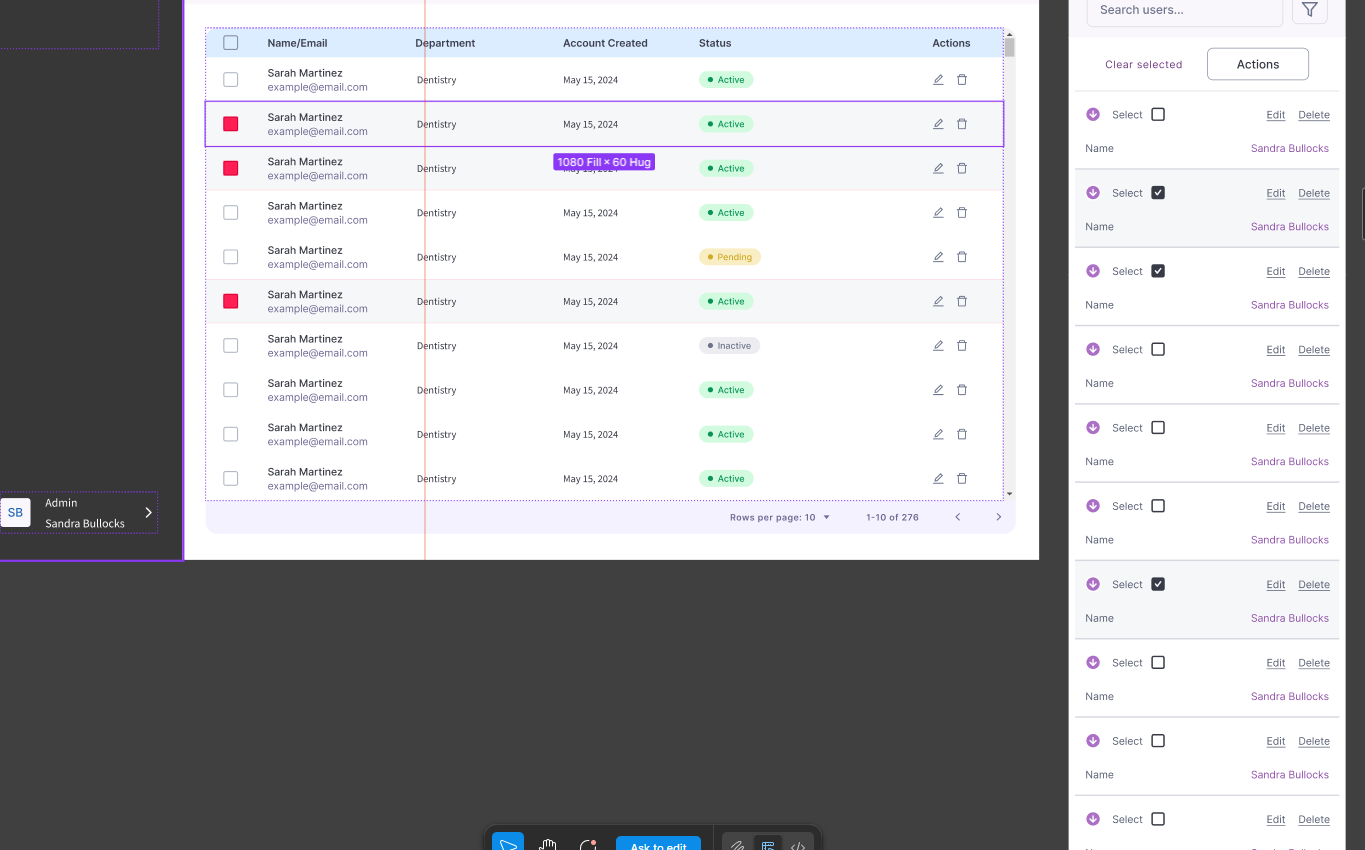 Search users...
Clear selected Actions
Name/Email Department Account Created Status Actions
Sarah Martinez
example@email.com
Dentistry May 15, 2024 Active
Sarah Martinez
example@email.com
Dentistry May 15, 2024 Active
1080 Fill × 60 Hug
Sarah Martinez
example@email.com
Dentistry May 15, 2024 Active
Sarah Martinez
example@email.com
Dentistry May 15, 2024 Active
Sarah Martinez
example@email.com
Dentistry May 15, 2024 Pending
Sarah Martinez
example@email.com
Dentistry May 15, 2024 Active
Sarah Martinez
example@email.com
Dentistry May 15, 2024 Inactive
Sarah Martinez
example@email.com
Dentistry May 15, 2024 Active
Sarah Martinez
example@email.com
Dentistry May 15, 2024 Active
Sarah Martinez
example@email.com
Dentistry May 15, 2024 Active
Rows per page: 10 1-10 of 276
SB
Admin
Sandra Bullocks
Select Edit Delete
Name Sandra Bullocks
Select Edit Delete
Name Sandra Bullocks
Select Edit Delete
Name Sandra Bullocks
Select Edit Delete
Name Sandra Bullocks
Select Edit Delete
Name Sandra Bullocks
Select Edit Delete
Name Sandra Bullocks
Select Edit Delete
Name Sandra Bullocks
Select Edit Delete
Name Sandra Bullocks
Select Edit Delete
Name Sandra Bullocks
Select Edit Delete
Ask to edit